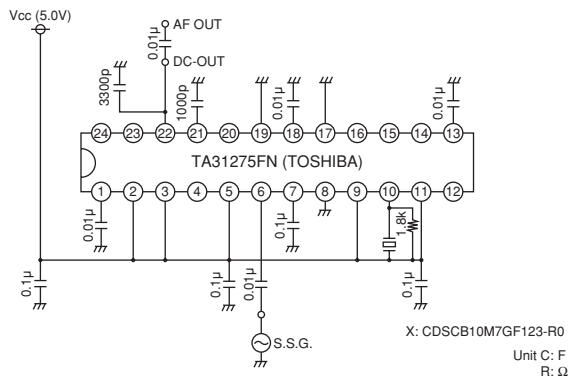 Vcc (5.0V)
AF OUT
0.01μ
DC-OUT
3300p
1000p
0.01μ
0.01μ
24 23 22 21 20 19 18 17 16 15 14 13
TA31275FN (TOSHIBA)
1 2 3 4 5 6 7 8 9 10 11 12
0.01μ
0.1μ
1.8k
0.1μ
0.1μ
0.01μ
0.1μ
S.S.G.
X: CDSCB10M7GF123-R0
Unit C: F
R: Ω